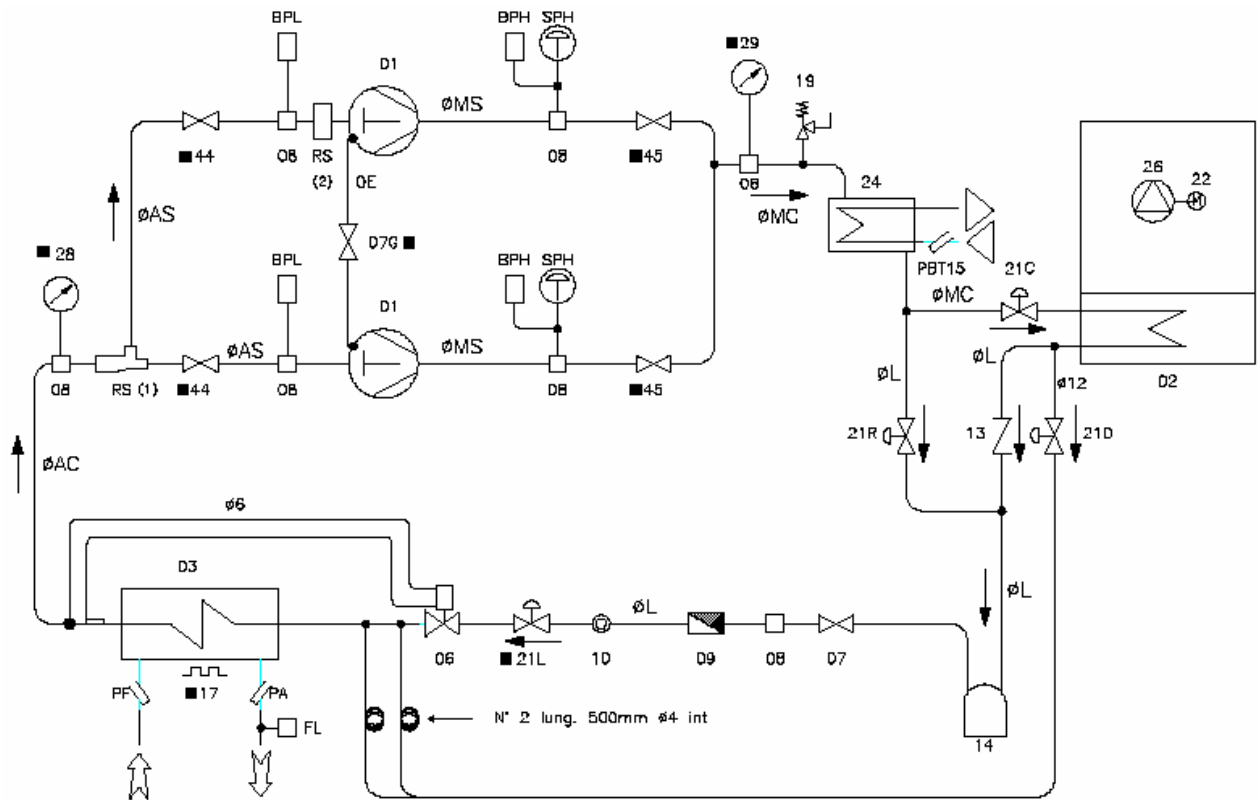 BPL
BPH SPH
■29
19
D1
ØMS
■44
08
RS
(2)
0E
08
■45
08
24
26
22
ØAS
ØMC
D7G■
PBT15
21C
■28
BPL
BPH SPH
D1
ØMC
ØAS
ØMS
ØL
ØL
Ø12
D2
08
RS (1)
■44
08
08
■45
21R
13
21D
ØAC
Ø6
D3
ØL
ØL
06
■21L
10
D9
08
D7
PF
■17
PA
FL
N° 2 lung. 500mm Ø4 int
14